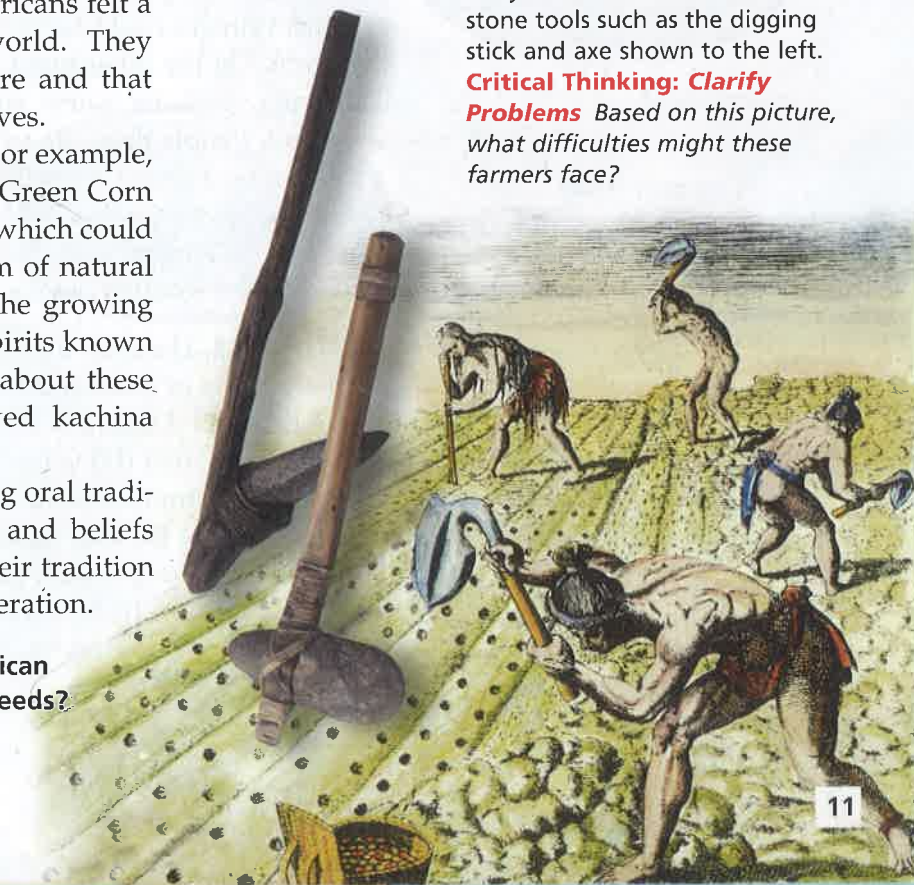 ricans felt a
world. They
re and that
ves.
or example,
Green Corn
which could
m of natural
he growing
pirits known
about these
ved kachina
g oral tradi-
and beliefs
eir tradition
eration.
ican
eeds?
stone tools such as the digging
stick and axe shown to the left.
Critical Thinking: Clarify
Problems Based on this picture,
what difficulties might these
farmers face?
11